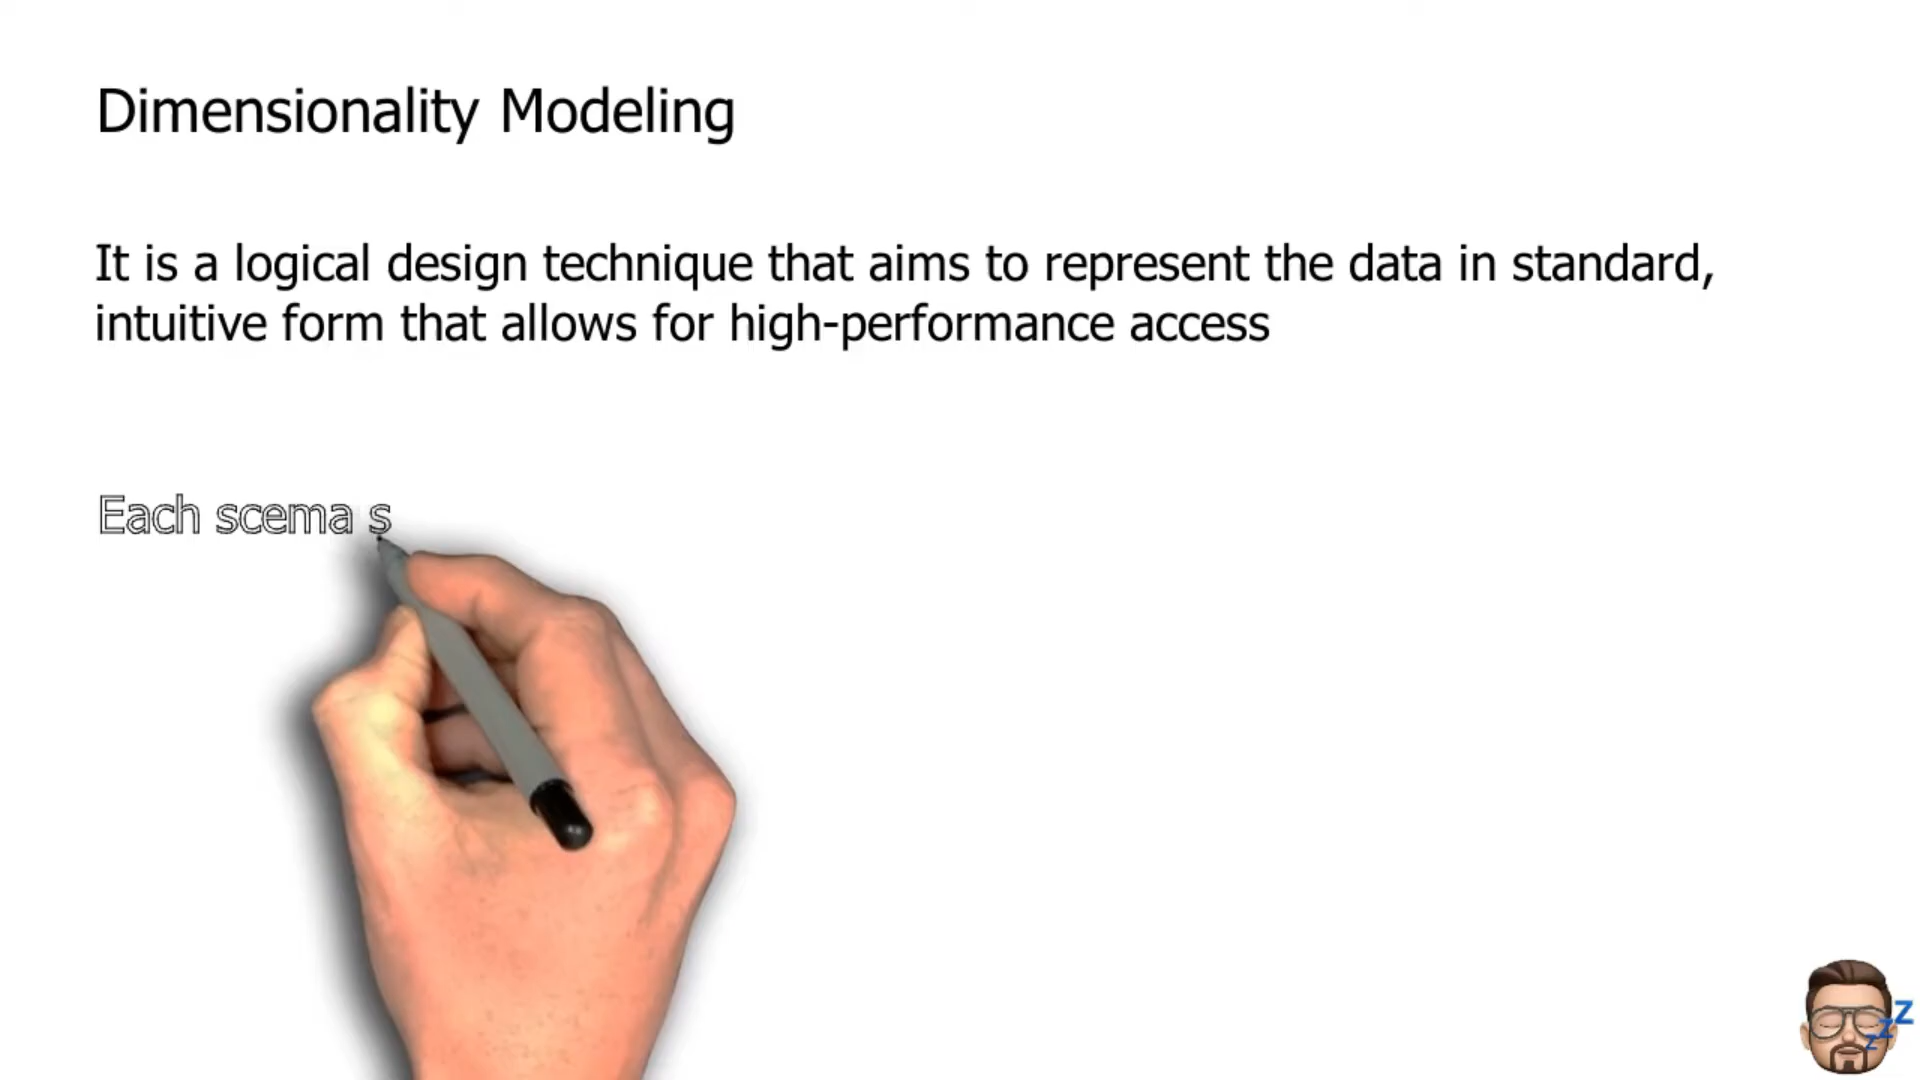 Dimensionality Modeling
It is a logical design technique that aims to represent the data in standard,
intuitive form that allows for high-performance access
Each scema s
z z z